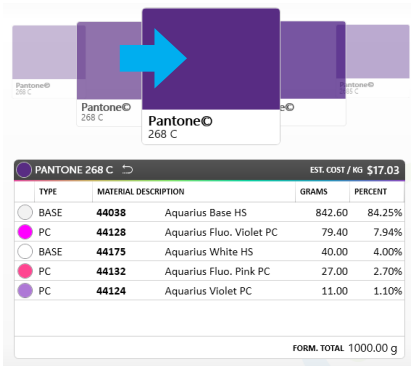 Pantone©
268 C
Pantone©
268 C
Pantone©
268 C
e©
Pantone©
PANTONE 268 C EST. COST / KG $17.03
TYPE MATERIAL DESCRIPTION GRAMS PERCENT
BASE 44038 Aquarius Base HS 842.60 84.25%
PC 44128 Aquarius Fluo. Violet PC 79.40 7.94%
BASE 44175 Aquarius White HS 40.00 4.00%
PC 44132 Aquarius Fluo. Pink PC 27.00 2.70%
PC 44124 Aquarius Violet PC 11.00 1.10%
FORM. TOTAL 1000.00 g